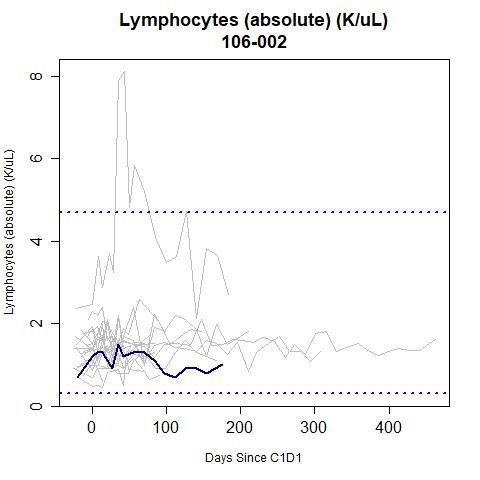 Lymphocytes (absolute) (K/uL)
106-002
Lymphocytes (absolute) (K/uL)
8
6
4
2
0
0 100 200 300 400
Days Since C1D1